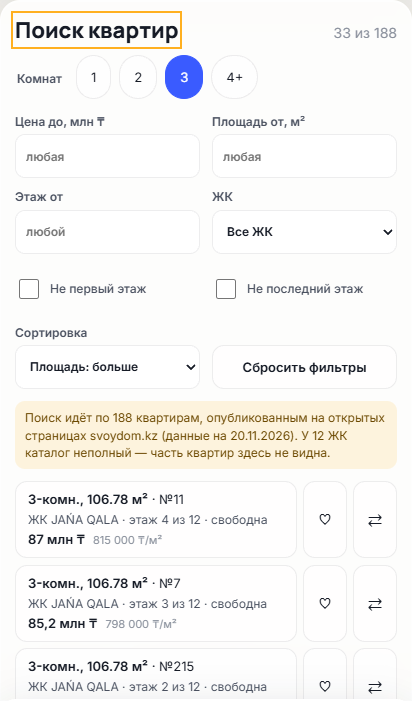 Поиск квартир
33 из 188
Комнат 1 2 3 4+
Цена до, млн ₸ Площадь от, м²
любая любая
Этаж от ЖК
любой Все ЖК
Не первый этаж Не последний этаж
Сортировка
Площадь: больше Сбросить фильтры
Поиск идёт по 188 квартирам, опубликованным на открытых
страницах svoydom.kz (данные на 20.11.2026). У 12 ЖК
каталог неполный — часть квартир здесь не видна.
3-комн., 106.78 м² · №11
ЖК JAŃA QALA · этаж 4 из 12 · свободна
87 млн ₸ 815 000 ₸/м²
3-комн., 106.78 м² · №7
ЖК JAŃA QALA · этаж 3 из 12 · свободна
85,2 млн ₸ 798 000 ₸/м²
3-комн., 106.78 м² · №215
ЖК JAŃA QALA · этаж 2 из 12 · свободна